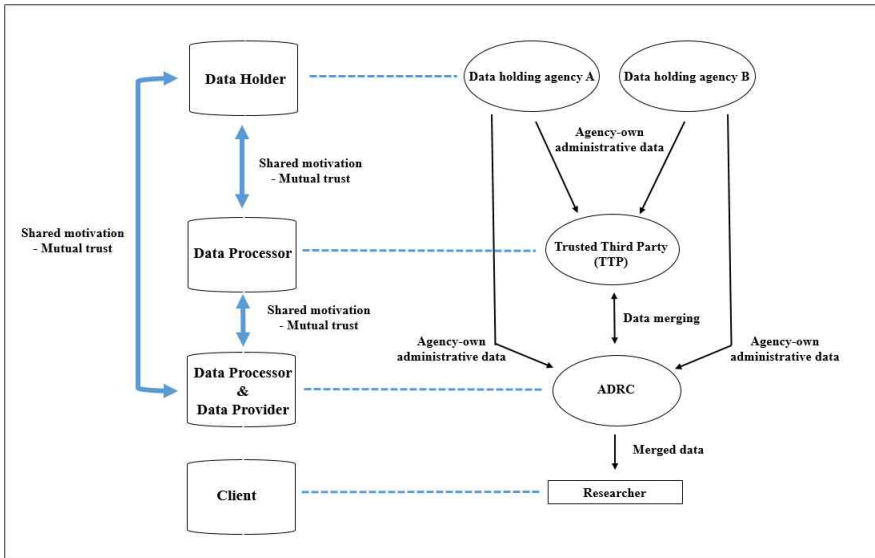 Data Holder
Data holding agency A
Data holding agency B
Agency-own
administrative data
Shared motivation
- Mutual trust
Shared motivation
- Mutual trust
Data Processor
Trusted Third Party
(TTP)
Shared motivation
- Mutual trust
Data merging
Agency-own
administrative data
Agency-own
administrative data
Data Processor
&
Data Provider
ADRC
Merged data
Client
Researcher